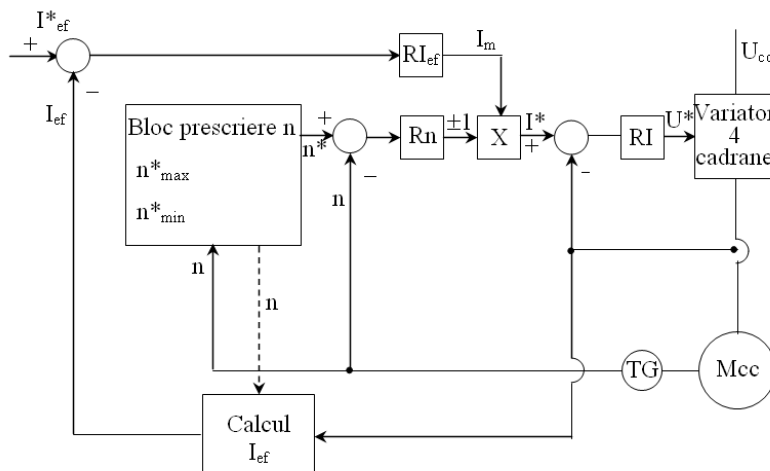 I*ef
+
−
Ief
RIef
Im
Ucc
Bloc prescriere n
n*max
n*min
+
n*
−
n
Rn
±1
X
I*
+
-
RI
U*
Variator
4
cadrane
n
n
TG
Mcc
Calcul
Ief